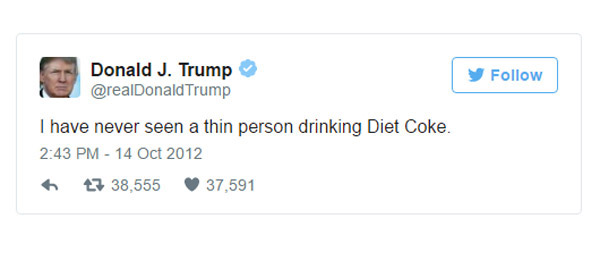 Donald J. Trump
@realDonaldTrump
Follow
I have never seen a thin person drinking Diet Coke.
2:43 PM - 14 Oct 2012
38,555 37,591